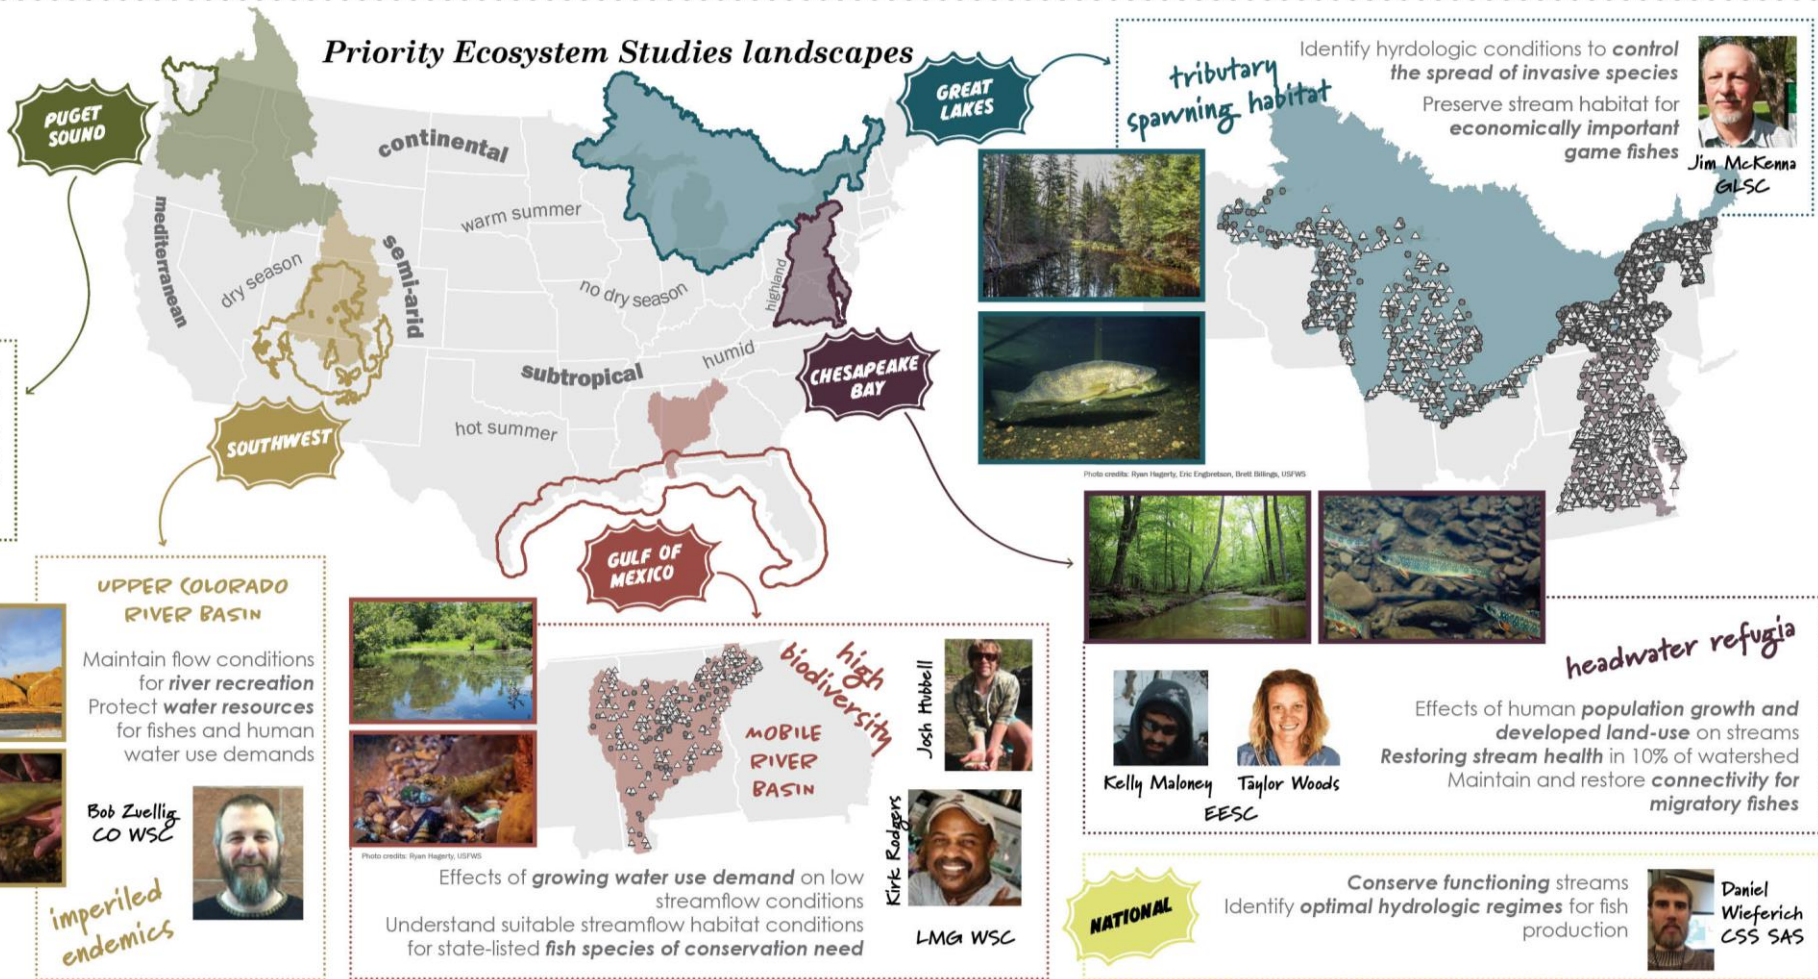 Priority Ecosystem Studies landscapes
PUGET
SOUND
continental
mediterranean
warm summer
dry season
semi-arid
no dry season
highland
subtropical
humid
hot summer
GREAT
LAKES
CHESAPEAKE
BAY
SOUTHWEST
GULF OF
MEXICO
tributary
spawning habitat
Identify hyrdologic conditions to control
the spread of invasive species
Preserve stream habitat for
economically important
game fishes
Jim McKenna
GLSC
Photo credits: Ryan Hagerty, Eric Engbretson, Brett Billings, USFWS
UPPER COLORADO
RIVER BASIN
Maintain flow conditions
for river recreation
Protect water resources
for fishes and human
water use demands
Bob Zuellig
CO WSC
imperiled
endemics
high
biodiversity
MOBILE
RIVER
BASIN
Josh Hubbell
Kirk Rodgers
LMG WSC
Photo credits: Ryan Hagerty, USFWS
Effects of growing water use demand on low
streamflow conditions
Understand suitable streamflow habitat conditions
for state-listed fish species of conservation need
headwater refugia
Kelly Maloney
Taylor Woods
EESC
Effects of human population growth and
developed land-use on streams
Restoring stream health in 10% of watershed
Maintain and restore connectivity for
migratory fishes
NATIONAL
Conserve functioning streams
Identify optimal hydrologic regimes for fish
production
Daniel
Wieferich
CSS SAS